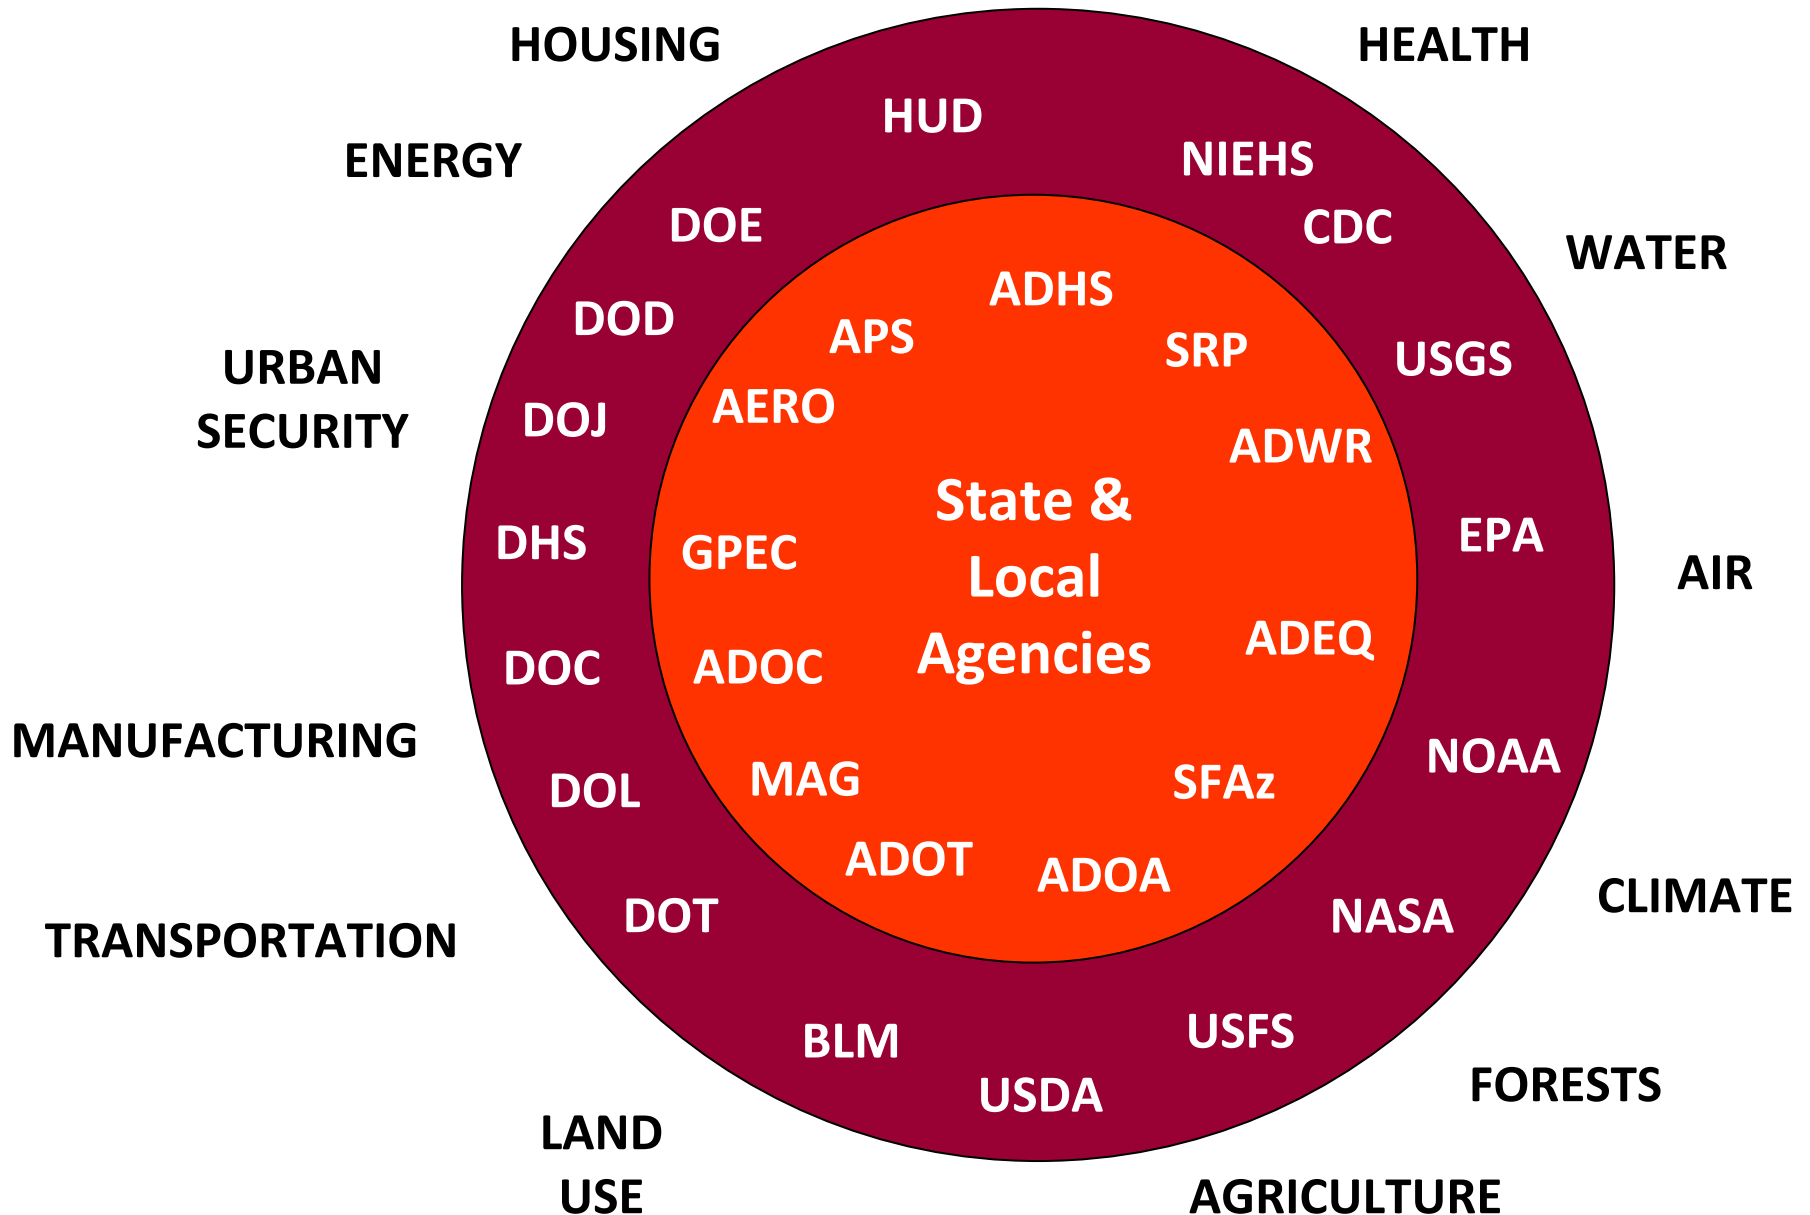 HOUSING
HEALTH
HUD
ENERGY
NIEHS
DOE
CDC
WATER
ADHS
DOD
APS
SRP
USGS
URBAN
SECURITY
DOJ
AERO
ADWR
State &
Local
Agencies
DHS
GPEC
EPA
AIR
DOC
ADOC
ADEQ
MANUFACTURING
NOAA
DOL
MAG
SFAz
ADOT
ADOA
CLIMATE
TRANSPORTATION
DOT
NASA
BLM
USFS
USDA
FORESTS
LAND
USE
AGRICULTURE